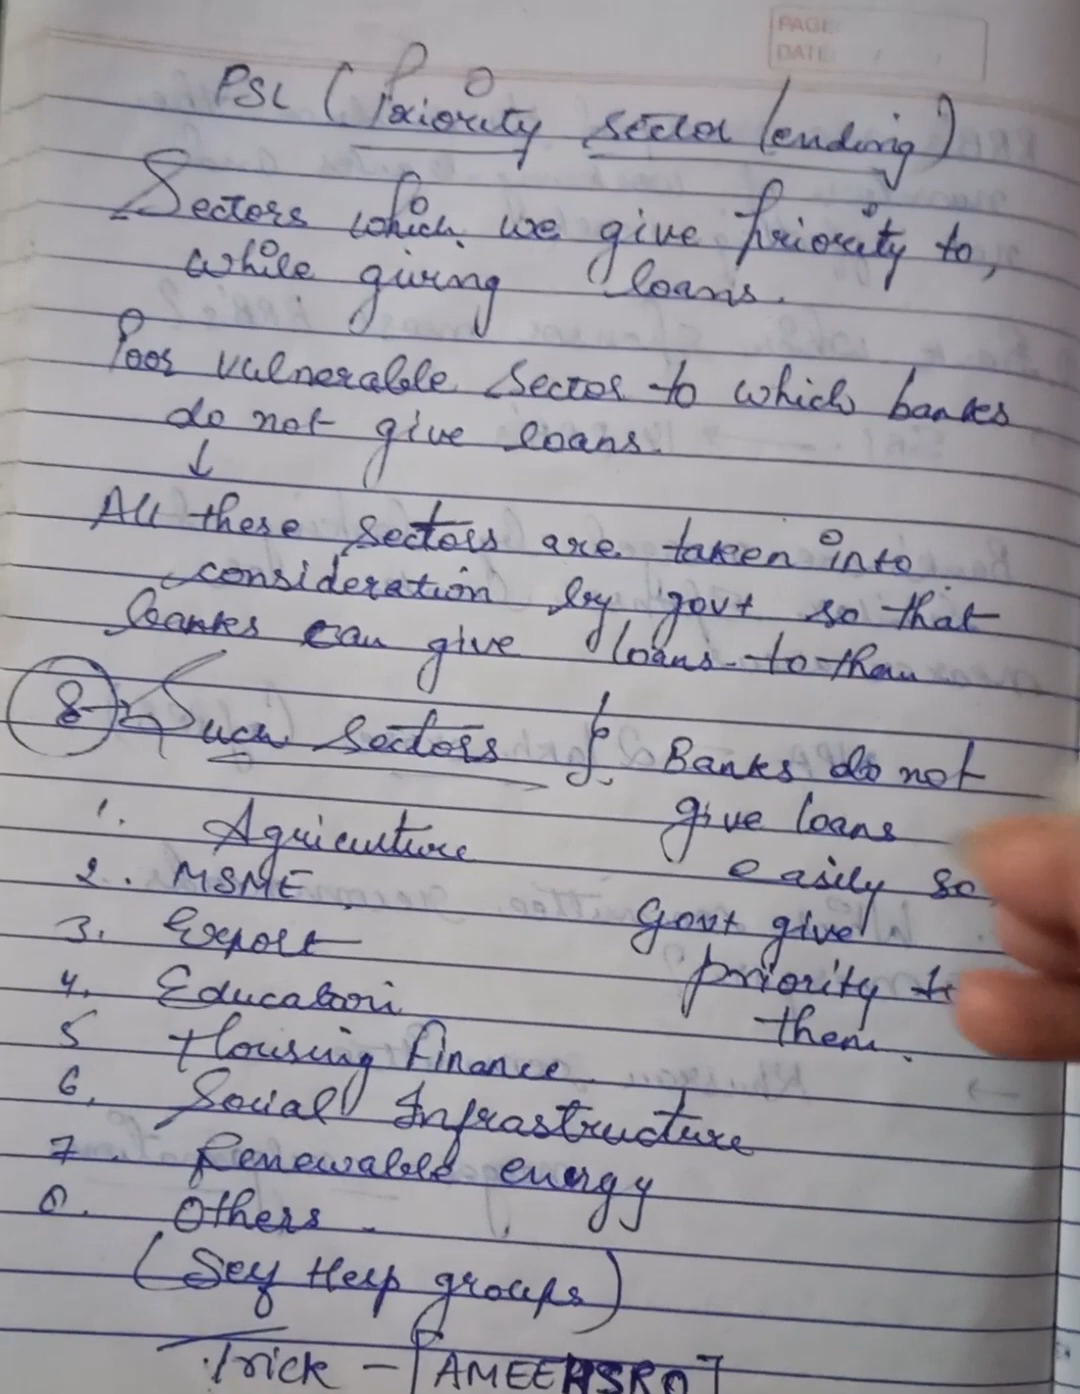 PAGE:
DATE:
PSL (Priority sector lending)
Sectors which we give priority to,
while giving loans.
Poor vulnerable sector to which banks
do not give loans.
↓
All these sectors are taken into
consideration by govt so that
banks can give loans to them
8 → Such sectors
Banks do not
give loans
easily so
Govt give
priority to
them.
1. Agriculture
2. MSME
3. Export
4. Education
5 Housing finance
6. Social Infrastructure
7. Renewable energy
8. Others.
(Self Help groups)
Trick - [AMEEHSRO]